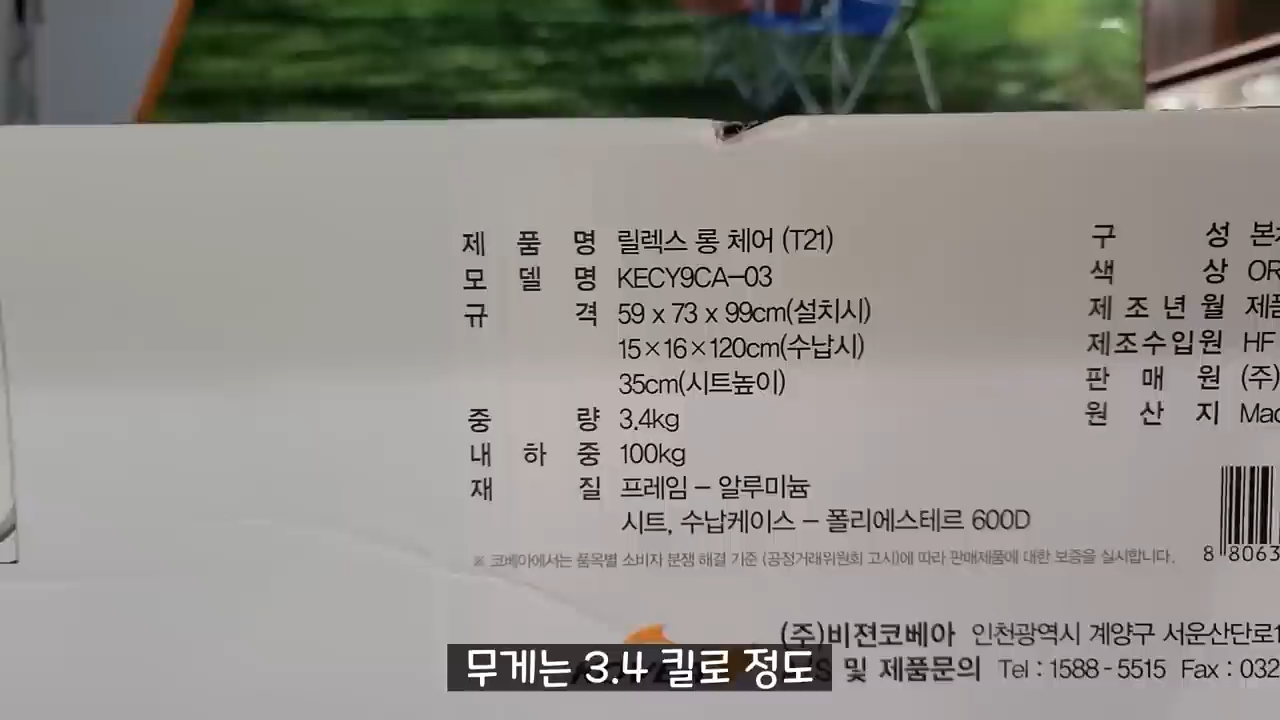 제 품 명 릴렉스 롱 체어 (T21)
모 델 명 KECY9CA-03
규 격 59 x 73 x 99cm(설치시)
15×16×120cm(수납시)
35cm(시트높이)
중 량 3.4kg
내 하 중 100kg
재 질 프레임 - 알루미늄
시트, 수납케이스 - 폴리에스테르 600D
※ 코베아에서는 품목별 소비자 분쟁 해결 기준 (공정거래위원회 고시)에 따라 판매제품에 대한 보증을 실시합니다.
구 성
색 상 OR
제 조 년 월
제조수입원 HF
판 매 원 (주)
원 산 지
8 8063
(주)비젼코베아 인천광역시 계양구 서운산단로1
및 제품문의 Tel : 1588-5515 Fax : 032
무게는 3.4 킬로 정도